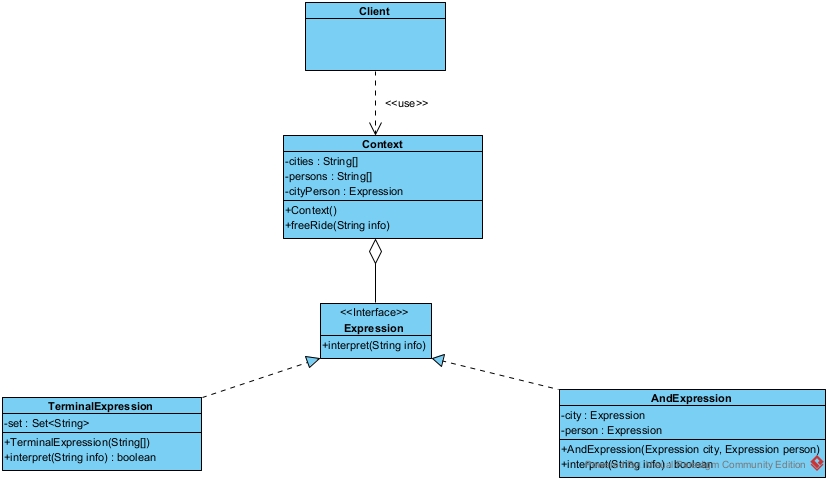 Client
<<use>>
Context
-cities : String[]
-persons : String[]
-cityPerson : Expression
+Context()
+freeRide(String info)
<<Interface>>
Expression
+interpret(String info)
TerminalExpression
-set : Set<String>
+TerminalExpression(String[])
+interpret(String info) : boolean
AndExpression
-city : Expression
-person : Expression
+AndExpression(Expression city, Expression person)
+interpret(String info) : boolean
Visual Paradigm Community Edition